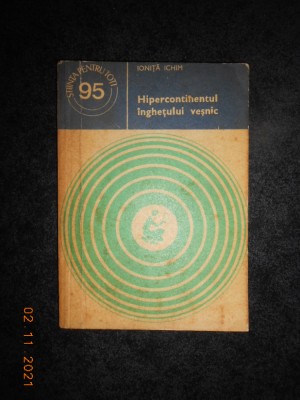 ȘTIINȚA PENTRU TOȚI
95
IONIȚĂ ICHIM
Hipercontinentul
înghețului veșnic
02.11.2021